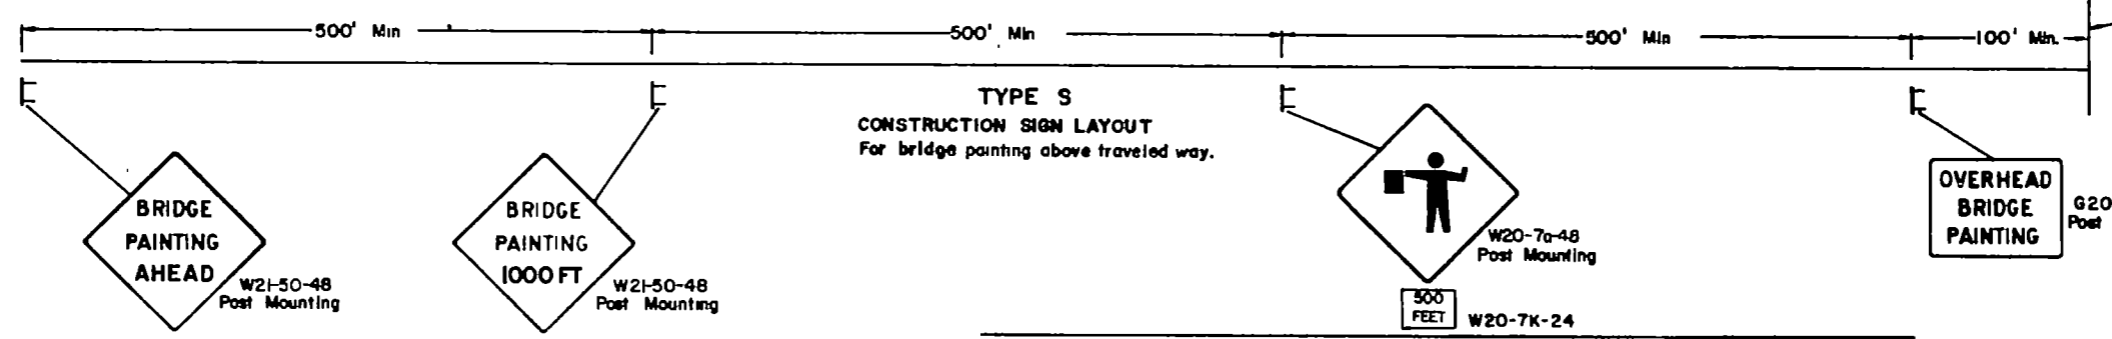 500' Min
500' Min
500' Min
100' Min.
TYPE S
CONSTRUCTION SIGN LAYOUT
For bridge painting above traveled way.
BRIDGE
PAINTING
AHEAD
W21-50-48
Post Mounting
BRIDGE
PAINTING
1000 FT
W21-50-48
Post Mounting
W20-7a-48
Post Mounting
500
FEET
W20-7K-24
OVERHEAD
BRIDGE
PAINTING
G20
Post